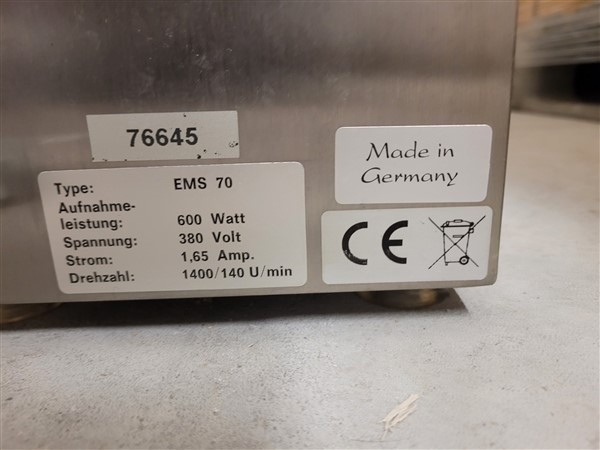 76645
Type: EMS 70
Aufnahme-
leistung: 600 Watt
Spannung: 380 Volt
Strom: 1,65 Amp.
Drehzahl: 1400/140 U/min
Made in
Germany
CE